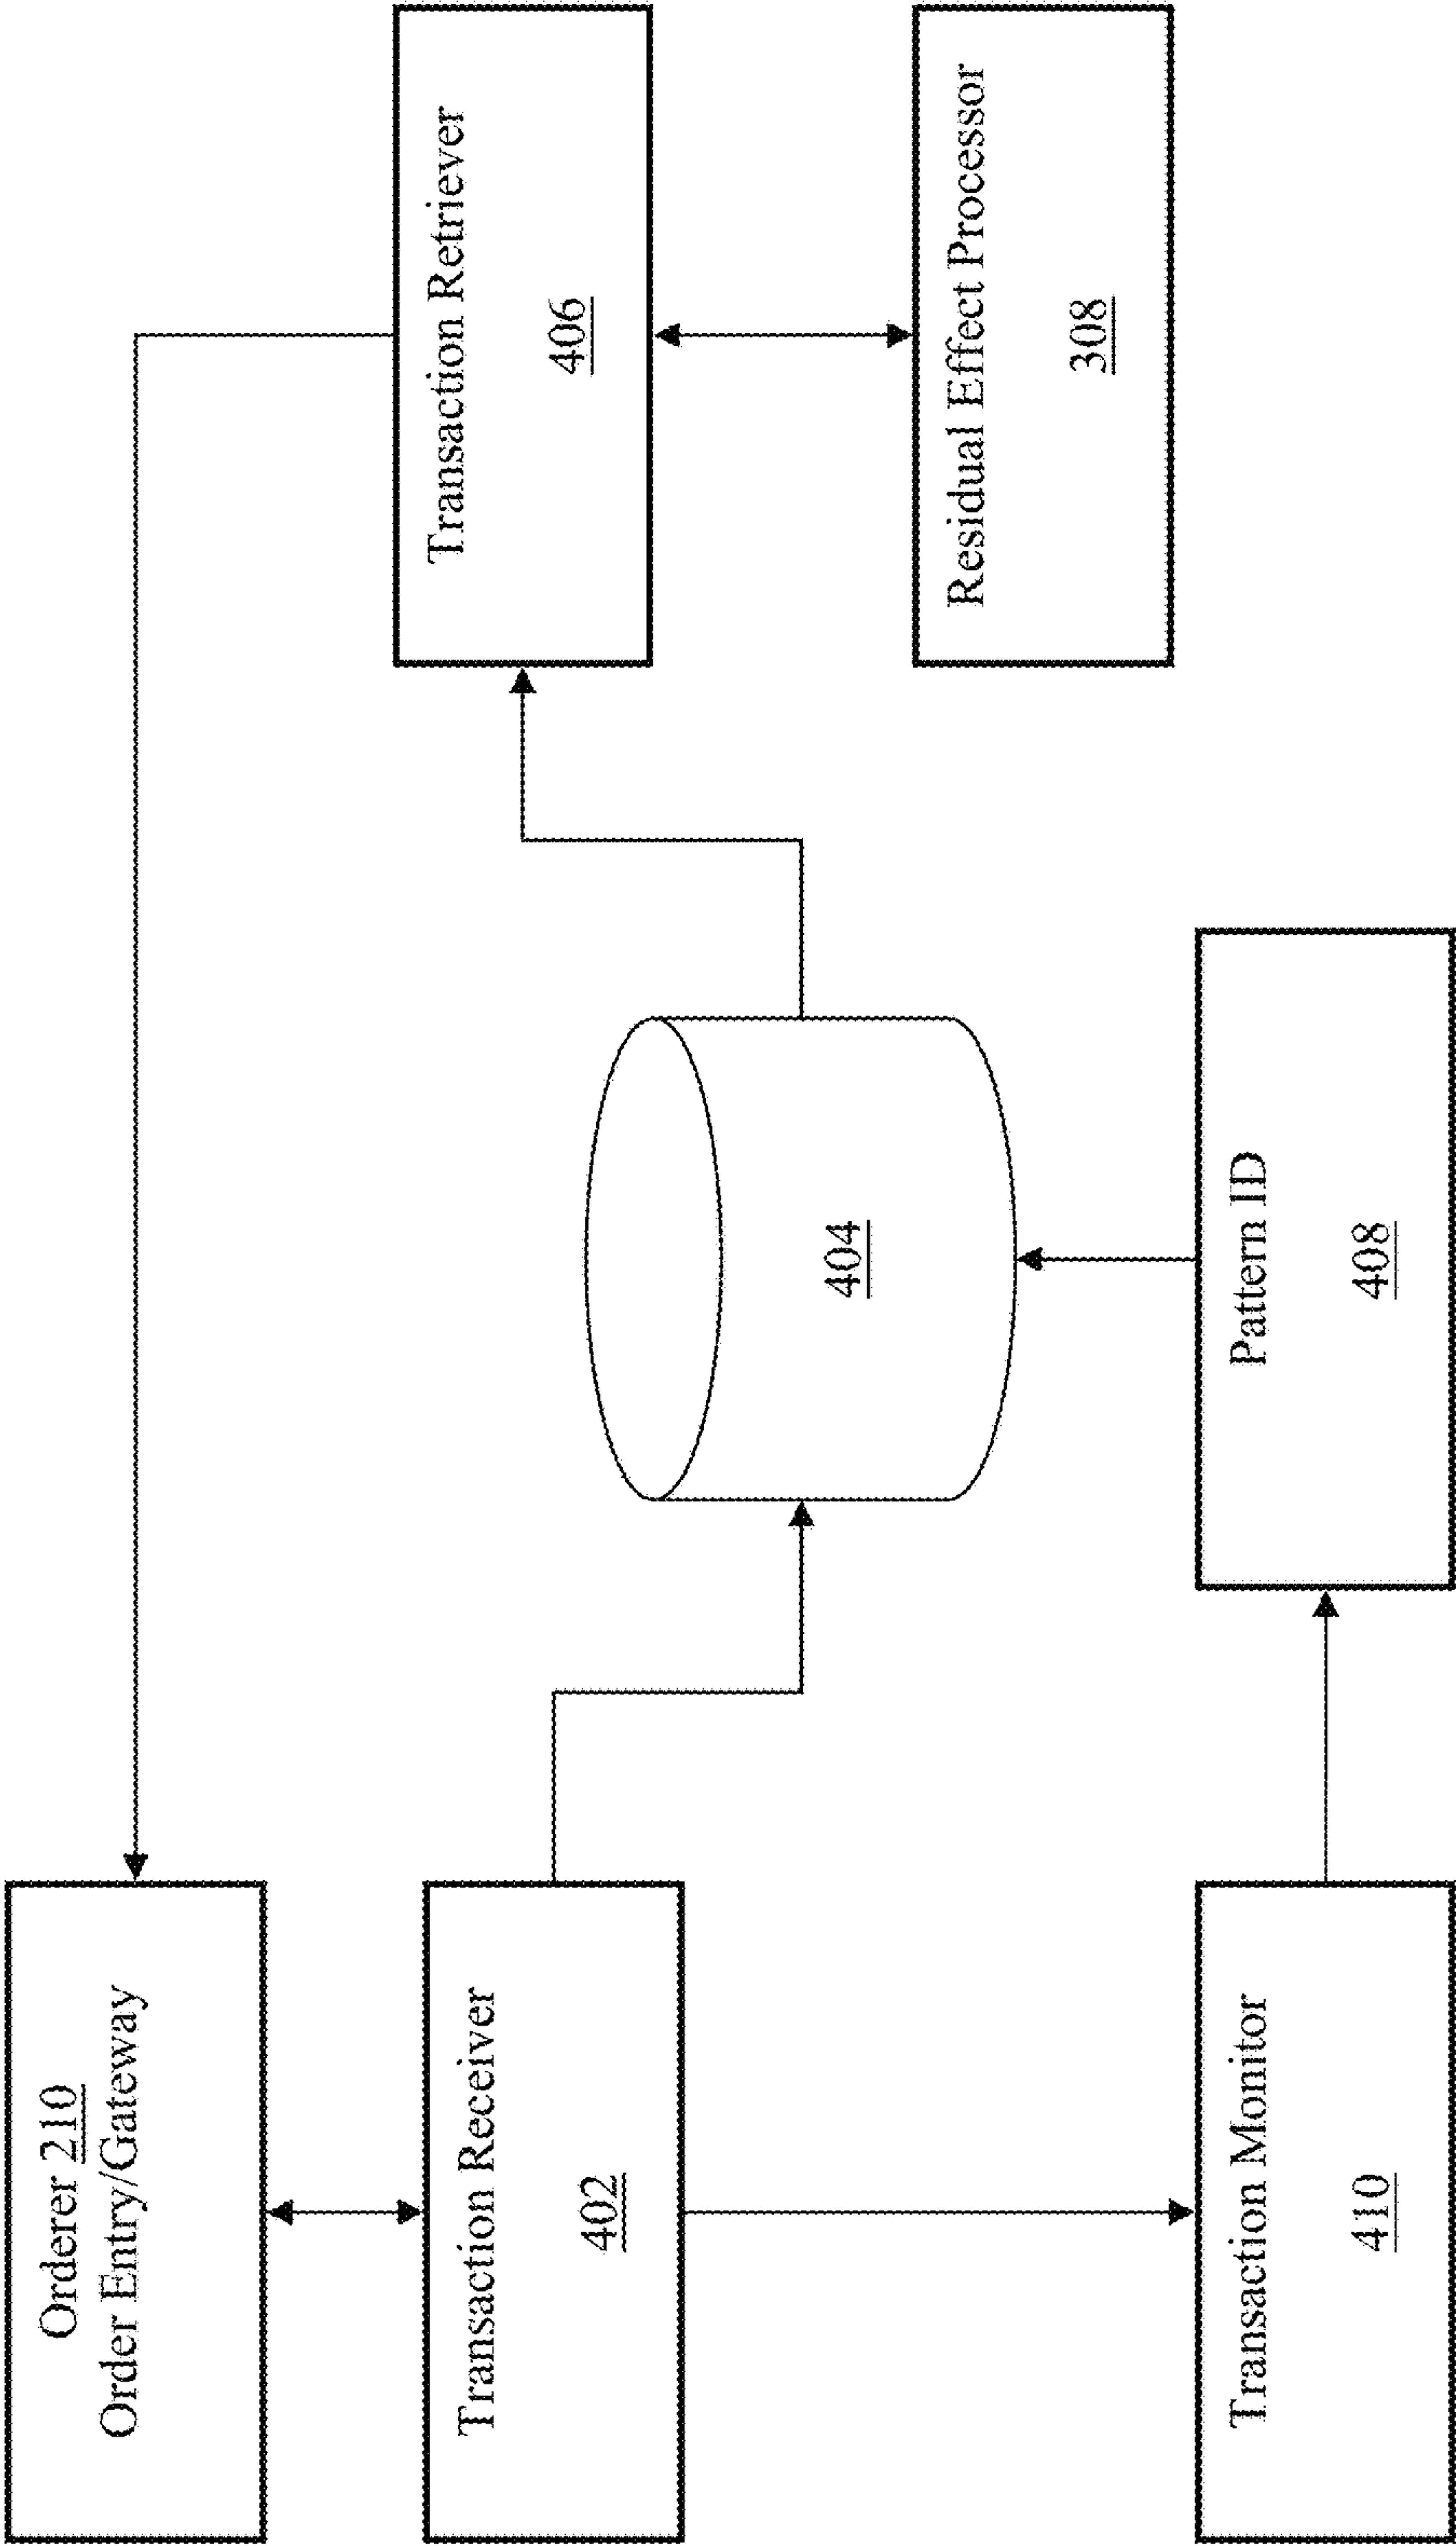 Orderer 210
Order Entry/Gateway
Transaction Receiver
402
Transaction Monitor
410
404
Pattern ID
408
Transaction Retriever
406
Residual Effect Processor
308